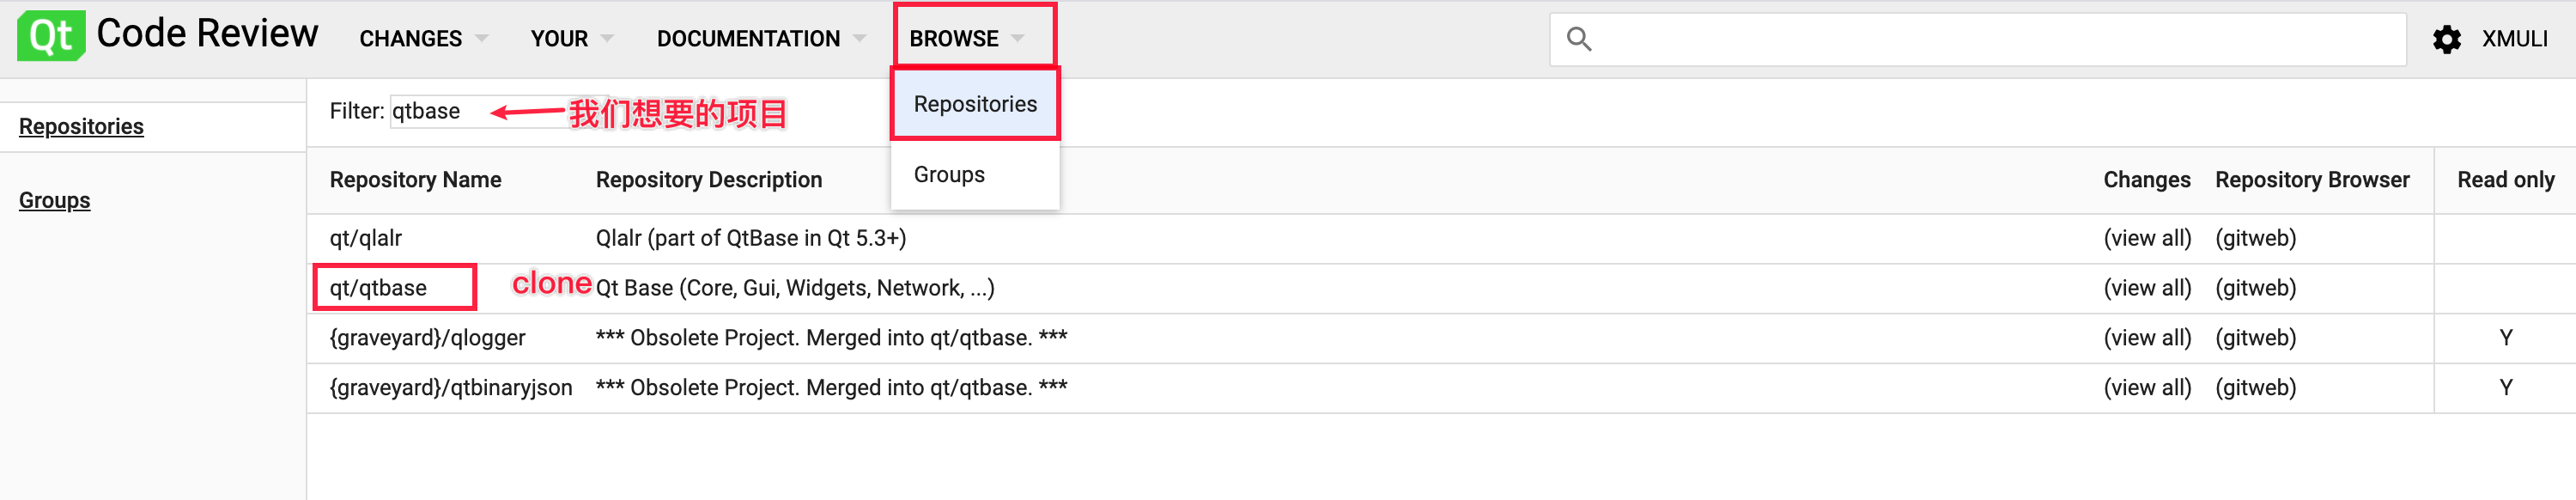 Qt Code Review CHANGES YOUR DOCUMENTATION BROWSE XMULI
Repositories
Groups
Filter: qtbase 我们想要的项目
Repositories
Groups
Repository Name Repository Description Changes Repository Browser Read only
qt/qlalr Qlalr (part of QtBase in Qt 5.3+) (view all) (gitweb)
qt/qtbase clone Qt Base (Core, Gui, Widgets, Network, ...) (view all) (gitweb)
{graveyard}/qlogger *** Obsolete Project. Merged into qt/qtbase. *** (view all) (gitweb) Y
{graveyard}/qtbinaryjson *** Obsolete Project. Merged into qt/qtbase. *** (view all) (gitweb) Y